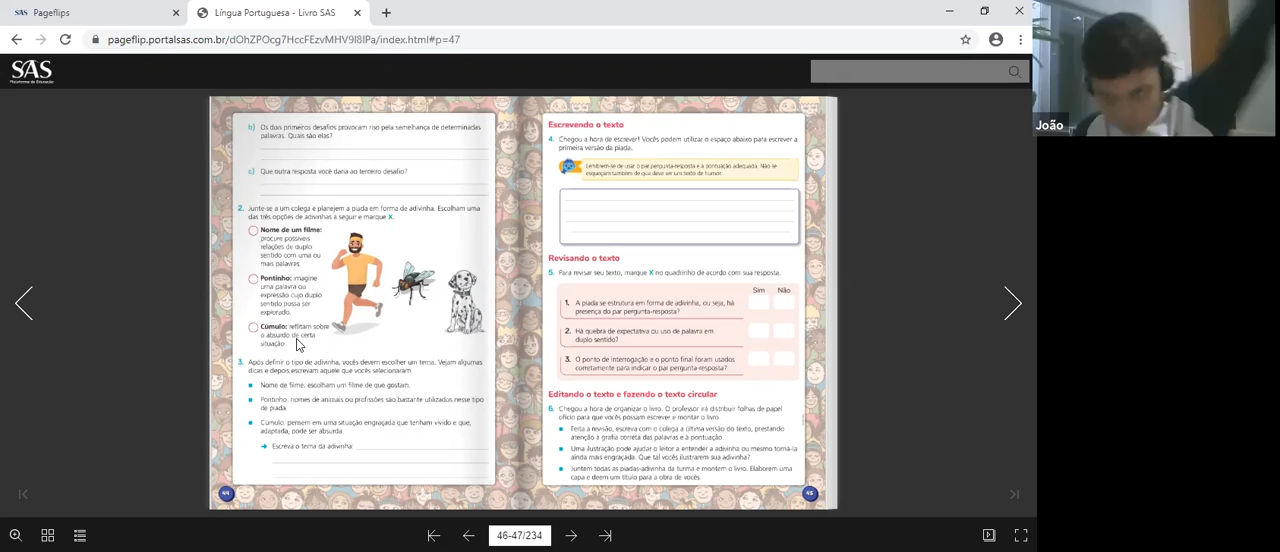 SAS Pageflips
Língua Portuguesa - Livro SAS
pageflip.portalsas.com.br/dOhZPOcg7HccFEzvMHV9I8IPa/index.html#p=47
SAS
Plataforma de Educação
João
b) Os dois primeiros desafios provocam riso pela semelhança de determinadas
palavras. Quais são elas?
c) Que outra resposta você daria ao terceiro desafio?
2. Junte-se a um colega e planejem a piada em forma de adivinha. Escolham uma
das três opções de adivinhas a seguir e marque X.
Nome de um filme:
procure possíveis
relações de duplo
sentido com uma ou
mais palavras.
Pontinho: imagine
uma palavra ou
expressão cujo duplo
sentido possa ser
explorado.
Cúmulo: reflitam sobre
o absurdo de certa
situação
3. Após definir o tipo de adivinha, vocês devem escolher um tema. Vejam algumas
dicas e depois escrevam aquele que vocês selecionaram.
Nome de filme: escolham um filme de que gostam.
Pontinho: nomes de animais ou profissões são bastante utilizados nesse tipo
de piada.
Cúmulo: pensem em uma situação engraçada que tenham vivido e que,
adaptada, pode ser absurda.
Escreva o tema da adivinha:
44
Escrevendo o texto
4. Chegou a hora de escrever! Vocês podem utilizar o espaço abaixo para escrever a
primeira versão da piada.
Lembrem-se de usar o par pergunta-resposta e a pontuação adequada. Não se
esqueçam também de que deve ser um texto de humor.
Revisando o texto
5. Para revisar seu texto, marque X no quadrinho de acordo com sua resposta.
Sim Não
1. A piada se estrutura em forma de adivinha, ou seja, há
presença do par pergunta-resposta?
2. Há quebra de expectativa ou uso de palavra em
duplo sentido?
3. O ponto de interrogação e o ponto final foram usados
corretamente para indicar o par pergunta-resposta?
Editando o texto e fazendo o texto circular
6. Chegou a hora de organizar o livro. O professor irá distribuir folhas de papel
ofício para que vocês possam escrever e montar o livro.
Feita a revisão, escreva com o colega a última versão do texto, prestando
atenção à grafia correta das palavras e à pontuação.
Uma ilustração pode ajudar o leitor a entender a adivinha ou mesmo torná-la
ainda mais engraçada. Que tal vocês ilustrarem sua adivinha?
Juntem todas as piadas-adivinha da turma e montem o livro. Elaborem uma
capa e deem um título para a obra de vocês.
45
46-47/234